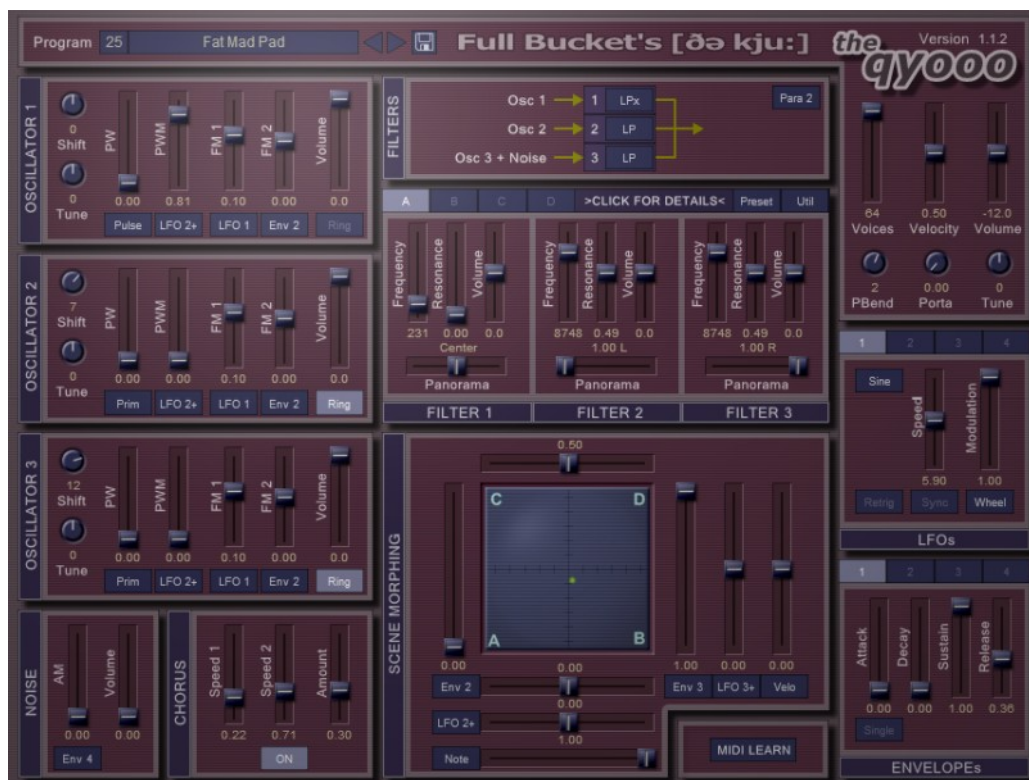 Program 25 Fat Mad Pad Full Bucket's [ðə kju:] the qyooo Version 1.1.2
OSCILLATOR 1
0
Shift
0
Tune
PW PWM FM 1 FM 2 Volume
0.00 0.81 0.10 0.00 0.0
Pulse LFO 2+ LFO 1 Env 2 Ring
OSCILLATOR 2
7
Shift
0
Tune
PW PWM FM 1 FM 2 Volume
0.00 0.00 0.10 0.00 0.0
Prim LFO 2+ LFO 1 Env 2 Ring
OSCILLATOR 3
12
Shift
0
Tune
PW PWM FM 1 FM 2 Volume
0.00 0.00 0.10 0.00 0.0
Prim LFO 2+ LFO 1 Env 2 Ring
NOISE
AM Volume
0.00 0.00
Env 4
CHORUS
Speed 1 Speed 2 Amount
0.22 0.71 0.30
ON
FILTERS
Osc 1 1 LPx Para 2
Osc 2 2 LP
Osc 3 + Noise 3 LP
A B C D >CLICK FOR DETAILS< Preset Util
Frequency Resonance Volume
231 0.00 0.0
Center
Panorama
FILTER 1
Frequency Resonance Volume
8748 0.49 0.0
1.00 L
Panorama
FILTER 2
Frequency Resonance Volume
8748 0.49 0.0
1.00 R
Panorama
FILTER 3
SCENE MORPHING
0.50
C D
A B
0.00 0.00 1.00 0.00 0.00
Env 2 Env 3 LFO 3+ Velo
0.00
LFO 2+
1.00
Note
MIDI LEARN
64 0.50 -12.0
Voices Velocity Volume
2 0.00 0
PBend Porta Tune
1 2 3 4
Sine
Speed Modulation
5.90 1.00
Retrig Sync Wheel
LFOs
1 2 3 4
Attack Decay Sustain Release
0.00 0.00 1.00 0.36
Single
ENVELOPEs